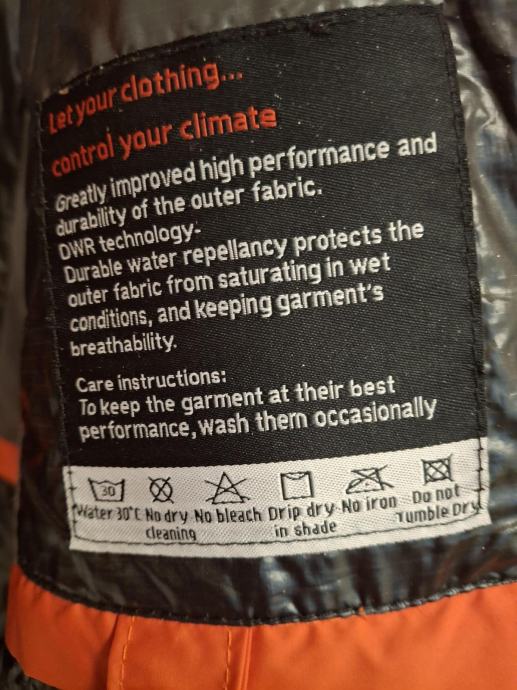 Let your clothing...
control your climate
Greatly improved high performance and
durability of the outer fabric.
DWR technology-
Durable water repellancy protects the
outer fabric from saturating in wet
conditions, and keeping garment's
breathability.
Care instructions:
To keep the garment at their best
performance, wash them occasionally
30
Water 30°C No dry cleaning No bleach Drip dry in shade No iron Do not Tumble Dry